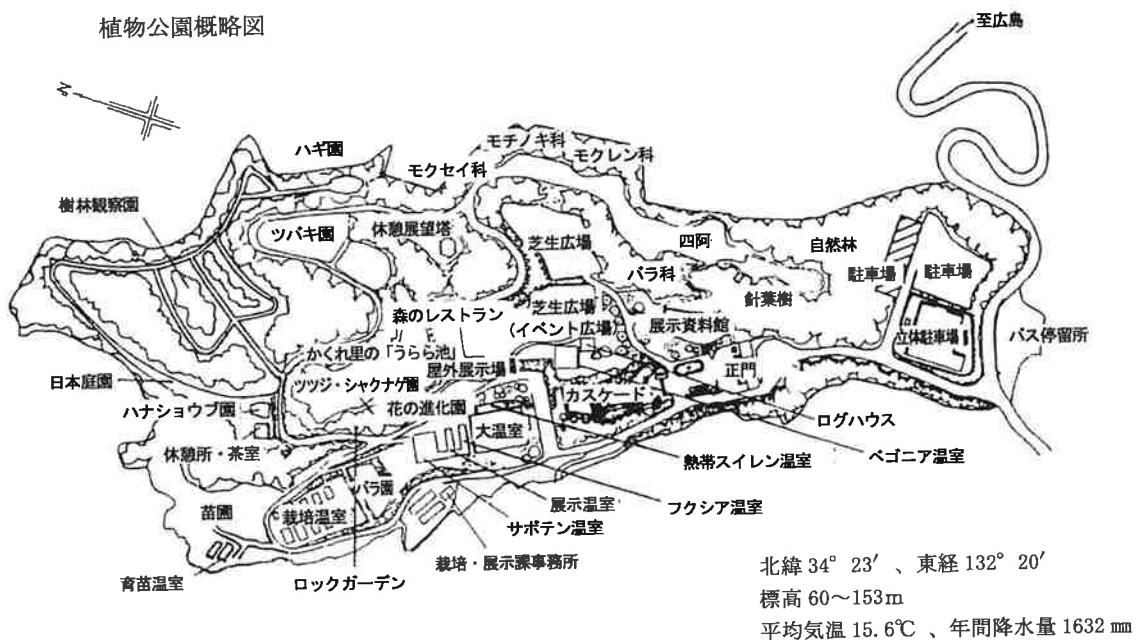 植物公園概略図
至広島
N
モチノキ科
モクレン科
ハギ園
モクセイ科
樹林観察園
ツバキ園
休憩展望塔
芝生広場
四阿
自然林
バラ科
駐車場
駐車場
針葉樹
芝生広場
(イベント広場)
森のレストラン
展示資料館
立体駐車場
バス停留所
かくれ里の「うらら池」
屋外展示場
正門
日本庭園
ツツジ・シャクナゲ園
カスケード
ハナショウブ園
花の進化園
ログハウス
大温室
休憩所・茶室
熱帯スイレン温室
ベゴニア温室
バラ園
展示温室
フクシア温室
苗圃
栽培温室
サボテン温室
栽培・展示課事務所
育苗温室
ロックガーデン
北緯 34° 23′ 、東経 132° 20′
標高 60～153m
平均気温 15.6℃ 、年間降水量 1632 ㎜